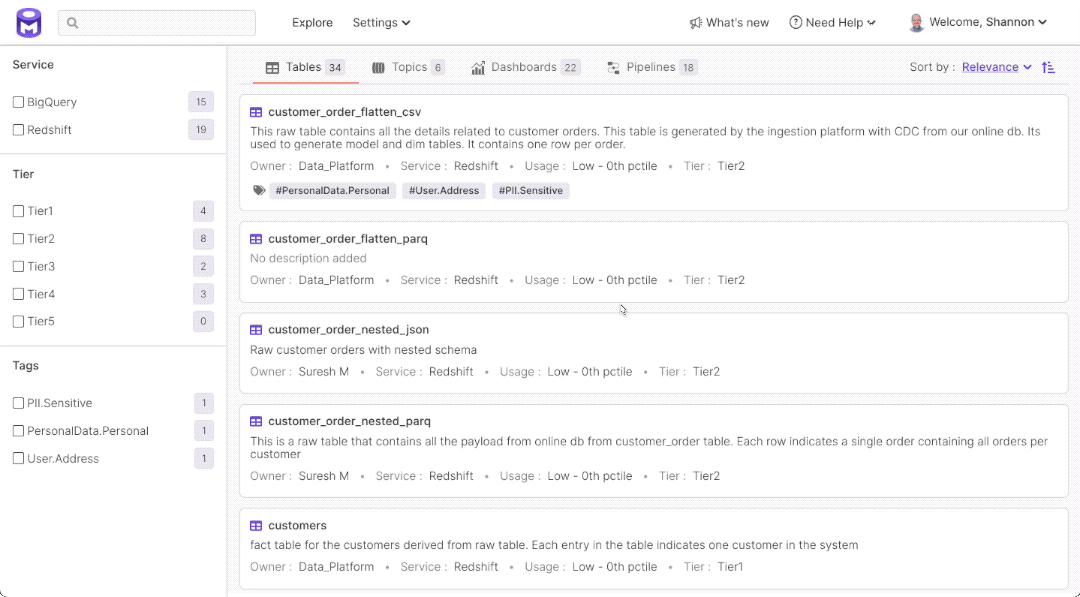 Explore Settings What's new Need Help Welcome, Shannon
Service
BigQuery 15
Redshift 19
Tier
Tier1 4
Tier2 8
Tier3 2
Tier4 3
Tier5 0
Tags
PII.Sensitive 1
PersonalData.Personal 1
User.Address 1
Tables 34 Topics 6 Dashboards 22 Pipelines 18 Sort by : Relevance
customer_order_flatten_csv
This raw table contains all the details related to customer orders. This table is generated by the ingestion platform with CDC from our online db. Its
used to generate model and dim tables. It contains one row per order.
Owner : Data_Platform • Service : Redshift • Usage : Low - 0th pctile • Tier : Tier2
#PersonalData.Personal #User.Address #PII.Sensitive
customer_order_flatten_parq
No description added
Owner : Data_Platform • Service : Redshift • Usage : Low - 0th pctile • Tier : Tier2
customer_order_nested_json
Raw customer orders with nested schema
Owner : Suresh M • Service : Redshift • Usage : Low - 0th pctile • Tier : Tier2
customer_order_nested_parq
This is a raw table that contains all the payload from online db from customer_order table. Each row indicates a single order containing all orders per
customer
Owner : Suresh M • Service : Redshift • Usage : Low - 0th pctile • Tier : Tier2
customers
fact table for the customers derived from raw table. Each entry in the table indicates one customer in the system
Owner : Data_Platform • Service : Redshift • Usage : Low - 0th pctile • Tier : Tier1